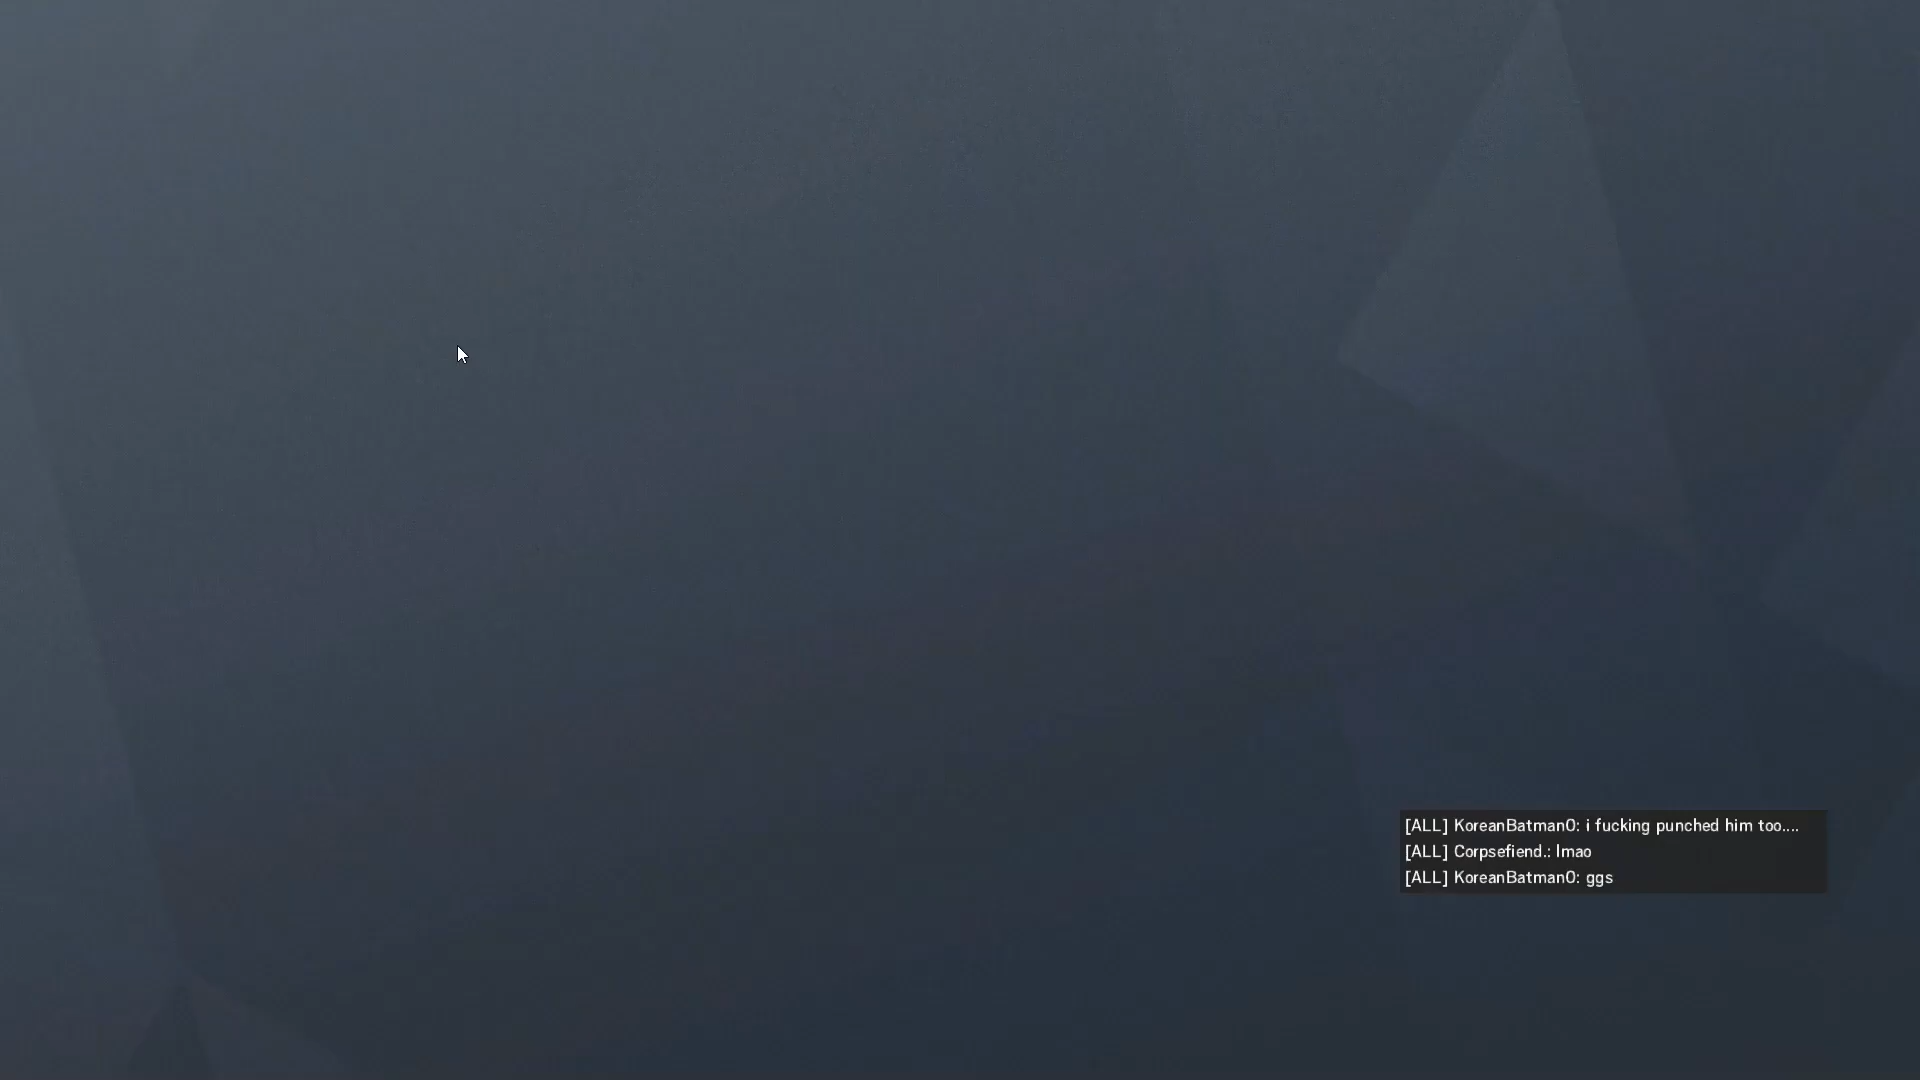 [ALL] KoreanBatman0: i fucking punched him too....
[ALL] Corpsefiend.: lmao
[ALL] KoreanBatman0: ggs